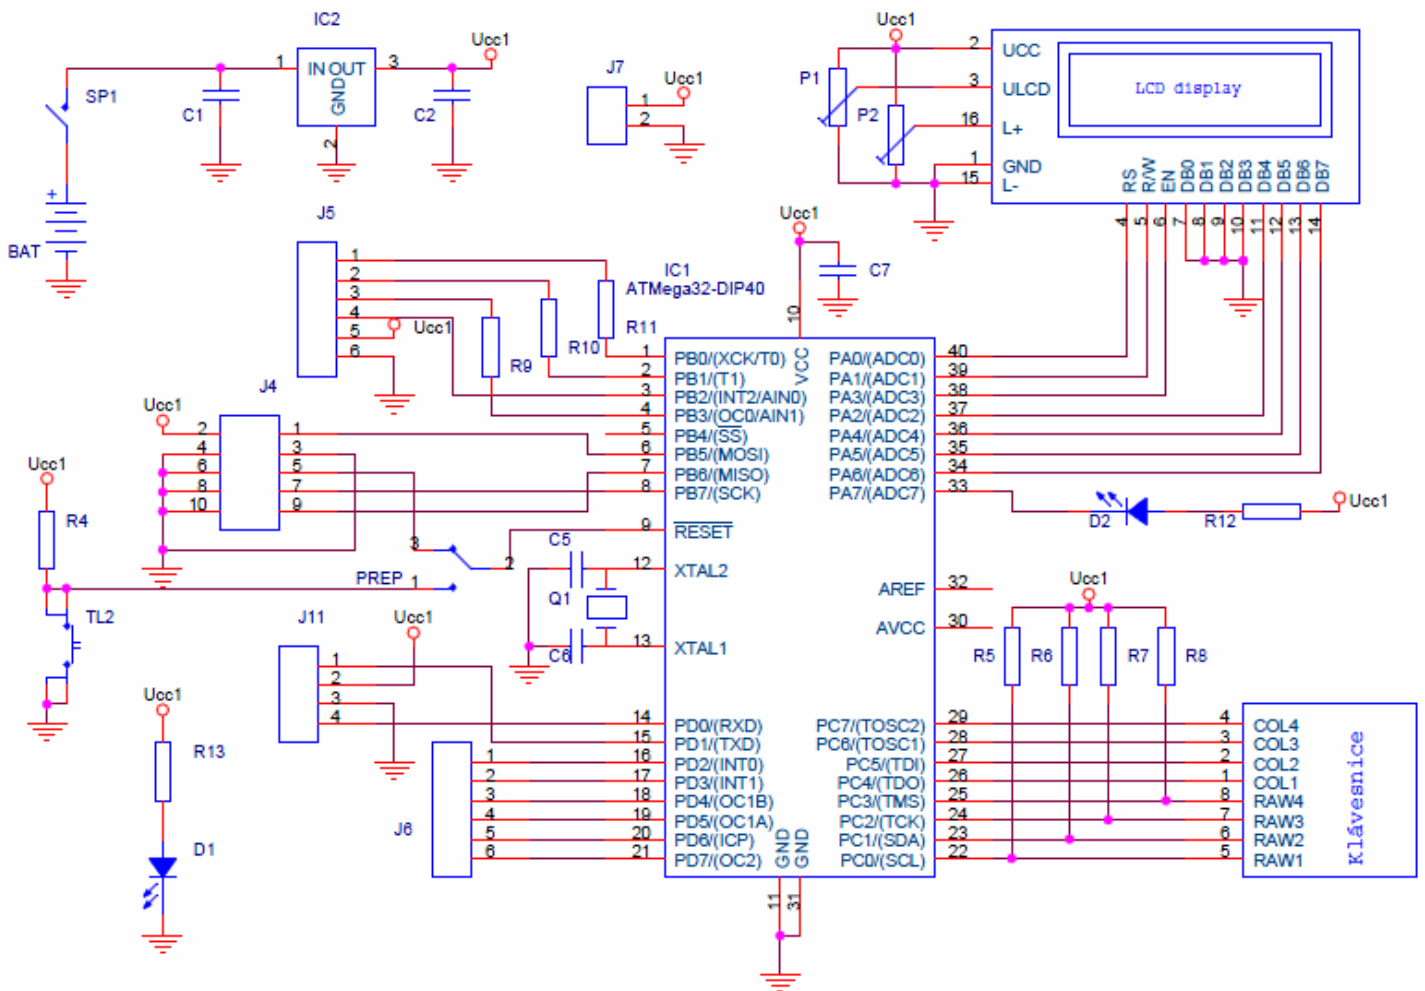 IC2
Ucc1
1
IN OUT
3
GND
2
SP1
C1
C2
+
BAT
J7
Ucc1
1
2
Ucc1
P1
P2
2
UCC
3
ULCD
16
L+
1
GND
15
L-
LCD display
RS
R/W
EN
DB0
DB1
DB2
DB3
DB4
DB5
DB6
DB7
4
5
6
7
8
9
10
11
12
13
14
J5
1
2
3
4
5
6
Ucc1
R9
R10
R11
Ucc1
C7
10
IC1
ATMega32-DIP40
VCC
1
PB0/(XCK/T0)
2
PB1/(T1)
3
PB2/(INT2/AIN0)
4
PB3/(OC0/AIN1)
5
PB4/(SS)
6
PB5/(MOSI)
7
PB6/(MISO)
8
PB7/(SCK)
9
RESET
12
XTAL2
13
XTAL1
14
PD0/(RXD)
15
PD1/(TXD)
16
PD2/(INT0)
17
PD3/(INT1)
18
PD4/(OC1B)
19
PD5/(OC1A)
20
PD6/(ICP)
21
PD7/(OC2)
GND
GND
11
31
PA0/(ADC0)
40
PA1/(ADC1)
39
PA3/(ADC3)
38
PA2/(ADC2)
37
PA4/(ADC4)
36
PA5/(ADC5)
35
PA6/(ADC6)
34
PA7/(ADC7)
33
AREF
32
AVCC
30
PC7/(TOSC2)
29
PC6/(TOSC1)
28
PC5/(TDI)
27
PC4/(TDO)
26
PC3/(TMS)
25
PC2/(TCK)
24
PC1/(SDA)
23
PC0/(SCL)
22
J4
Ucc1
2
4
6
8
10
1
3
5
7
9
Ucc1
R4
TL2
PREP
3
2
1
C5
Q1
C6
J11
Ucc1
1
2
3
4
J6
1
2
3
4
5
6
Ucc1
R13
D1
D2
R12
Ucc1
Ucc1
R5
R6
R7
R8
4
COL4
3
COL3
2
COL2
1
COL1
8
RAW4
7
RAW3
6
RAW2
5
RAW1
Klávesnice